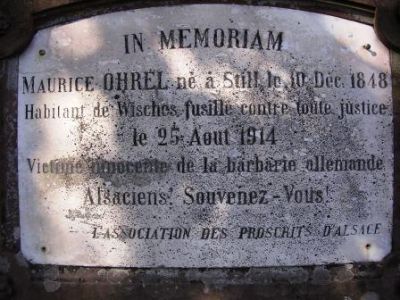 IN MEMORIAM
MAURICE OHREL né à Still le 10 Déc. 1848
Habitant de Wisches fusillé contre toute justice
le 25 Aout 1914
Victime innocente de la barbarie allemande
Alsaciens! Souvenez-Vous!
L'ASSOCIATION DES PROSCRITS D'ALSACE